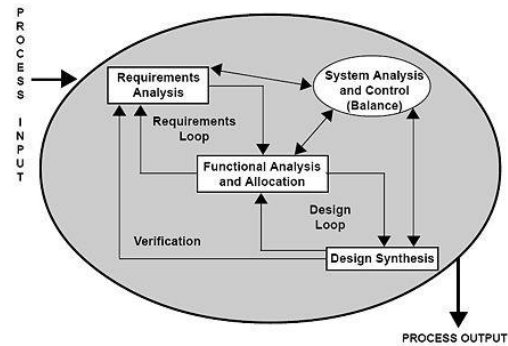 PROCESS INPUT
Requirements
Analysis
System Analysis
and Control
(Balance)
Requirements
Loop
Functional Analysis
and Allocation
Design
Loop
Verification
Design Synthesis
PROCESS OUTPUT